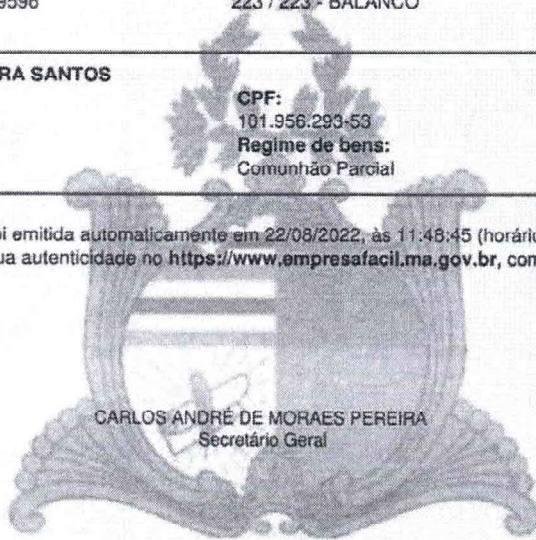 9596 223 / 223 - BALANCO
RA SANTOS
CPF:
101.956.293-53
Regime de bens:
Comunhão Parcial
oi emitida automaticamente em 22/08/2022, às 11:48:45 (horário
ua autenticidade no https://www.empresafacil.ma.gov.br, com
CARLOS ANDRÉ DE MORAES PEREIRA
Secretário Geral